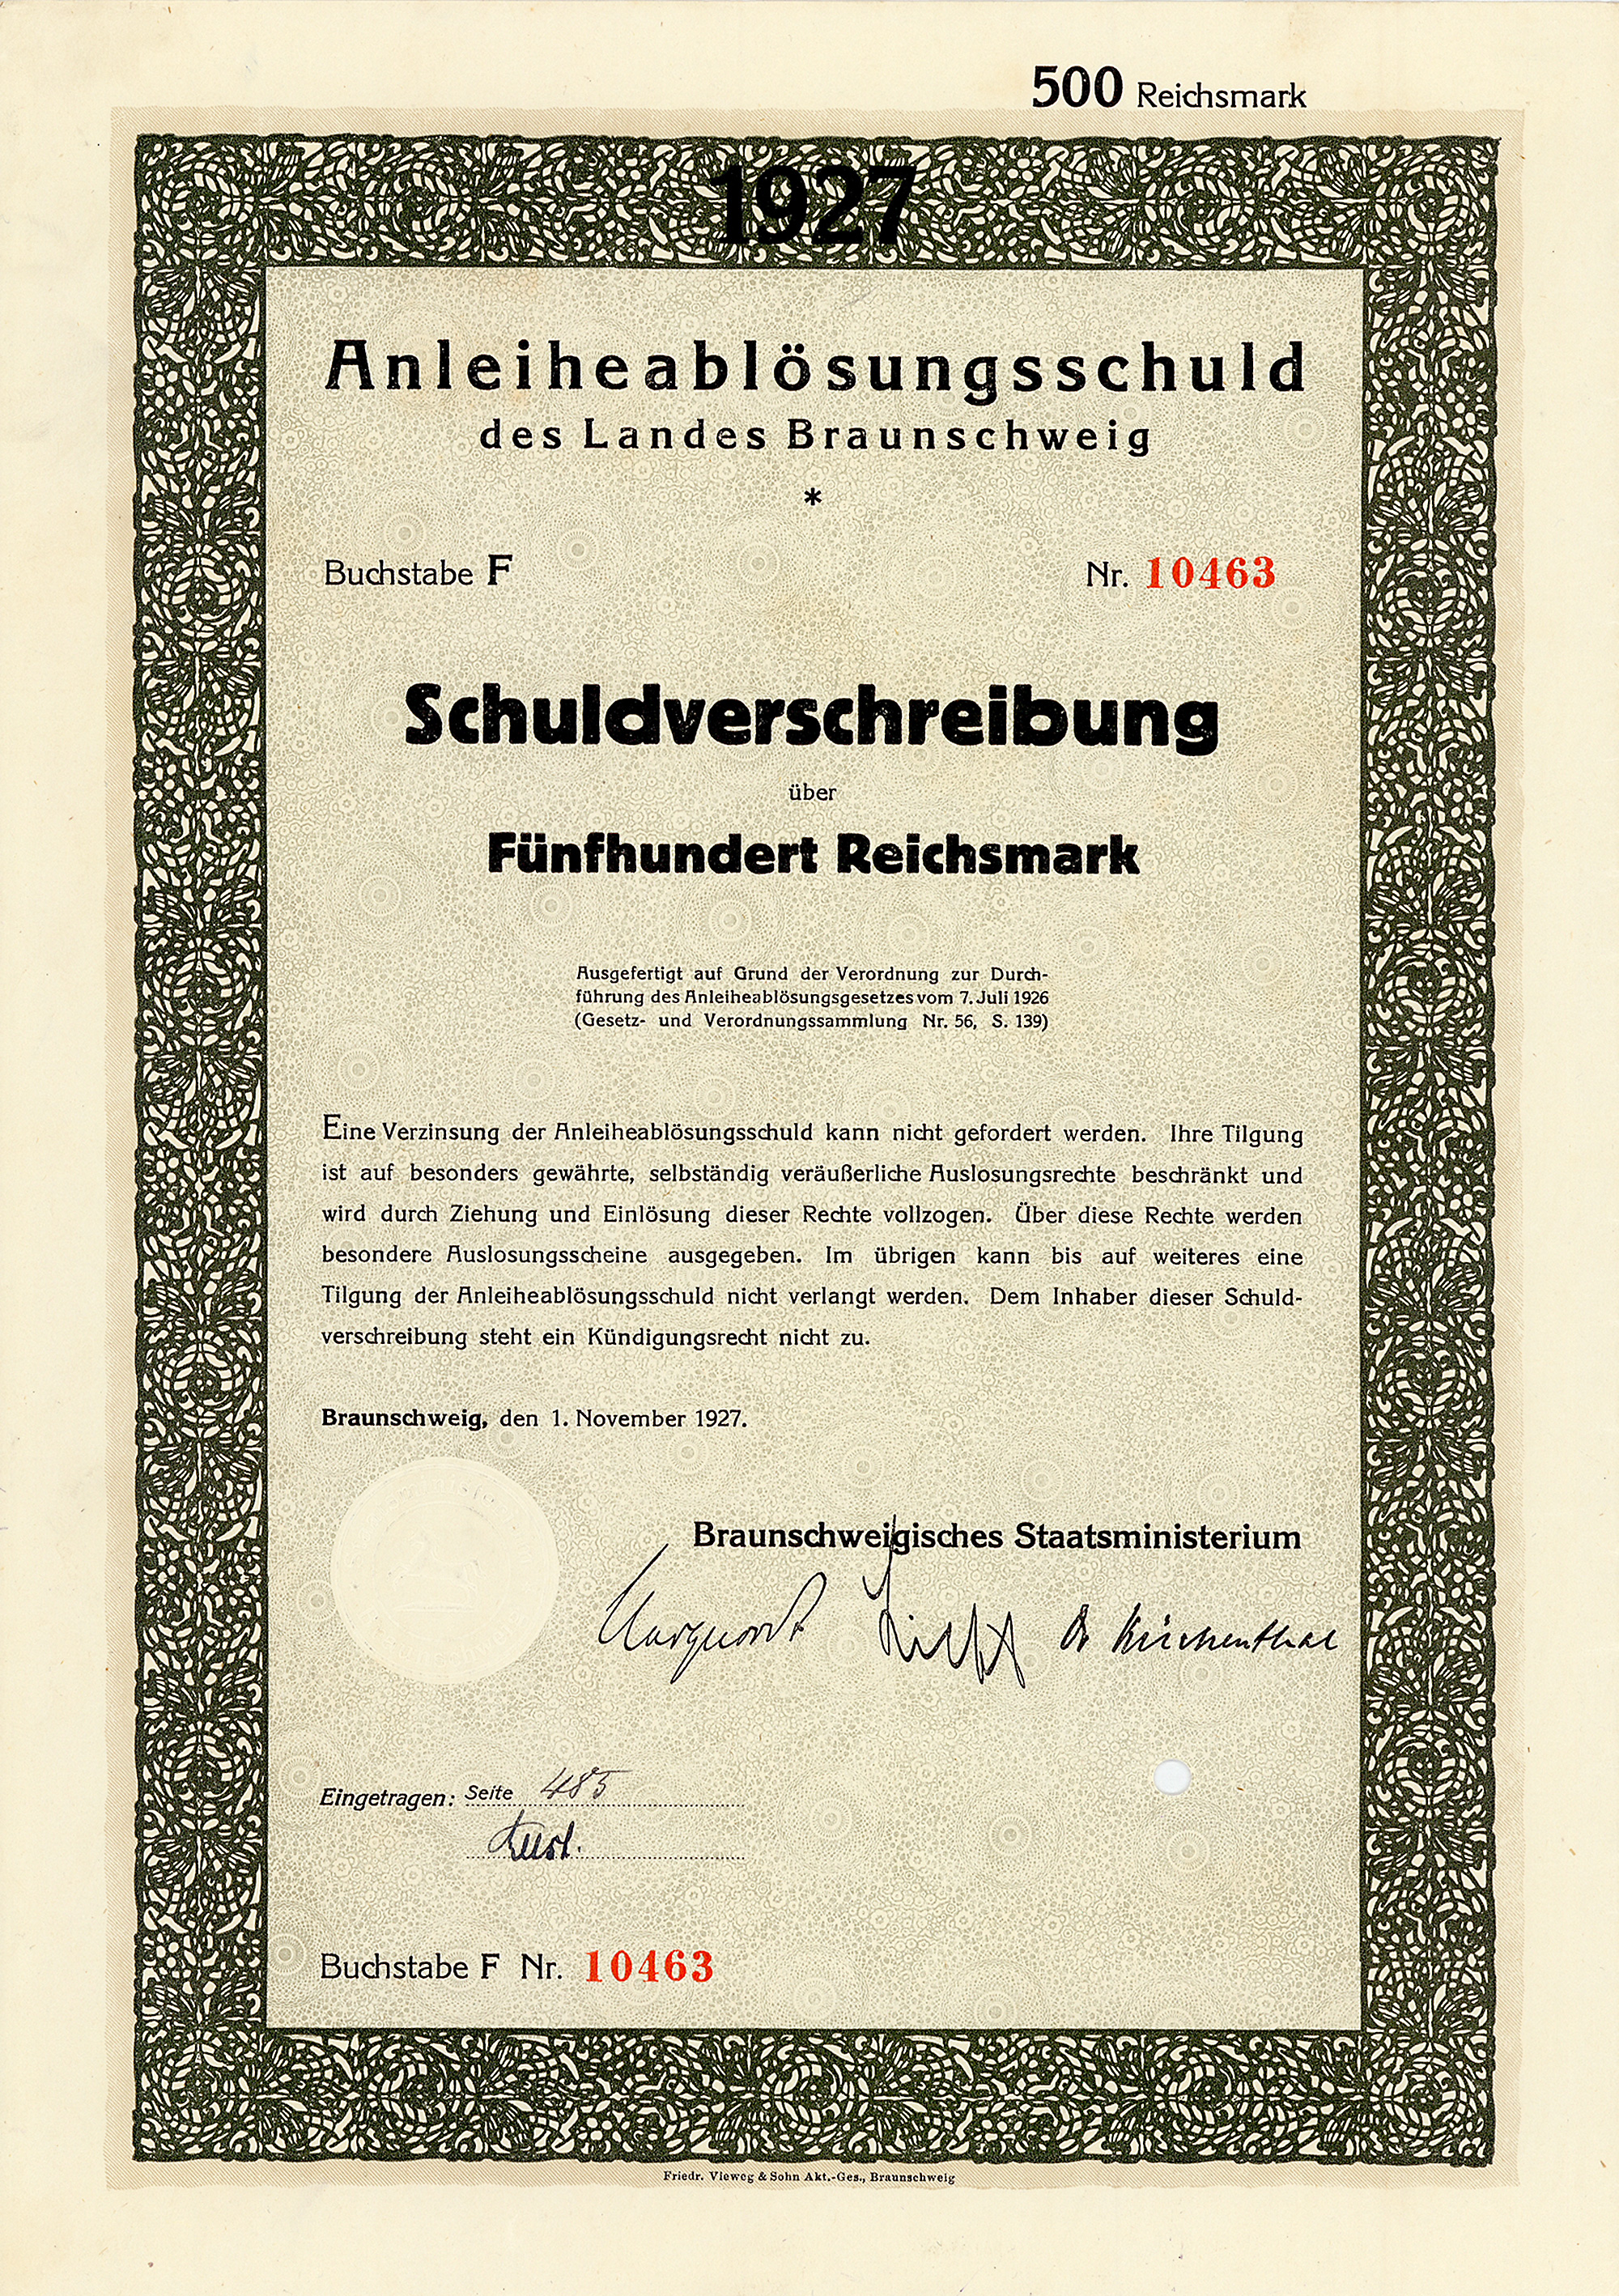 500 Reichsmark
1927
Anleiheablösungsschuld
des Landes Braunschweig
*
Buchstabe F Nr. 10463
Schuldverschreibung
über
Fünfhundert Reichsmark
Ausgefertigt auf Grund der Verordnung zur Durch-
führung des Anleiheablösungsgesetzes vom 7. Juli 1926
(Gesetz- und Verordnungssammlung Nr. 56, S. 139)
Eine Verzinsung der Anleiheablösungsschuld kann nicht gefordert werden. Ihre Tilgung
ist auf besonders gewährte, selbständig veräußerliche Auslosungsrechte beschränkt und
wird durch Ziehung und Einlösung dieser Rechte vollzogen. Über diese Rechte werden
besondere Auslosungsscheine ausgegeben. Im übrigen kann bis auf weiteres eine
Tilgung der Anleiheablösungsschuld nicht verlangt werden. Dem Inhaber dieser Schuld-
verschreibung steht ein Kündigungsrecht nicht zu.
Braunschweig, den 1. November 1927.
Braunschweigisches Staatsministerium
Marquordt Dr Küchenthal
Eingetragen: Seite 485
Buchstabe F Nr. 10463
Friedr. Vieweg & Sohn Akt.-Ges., Braunschweig